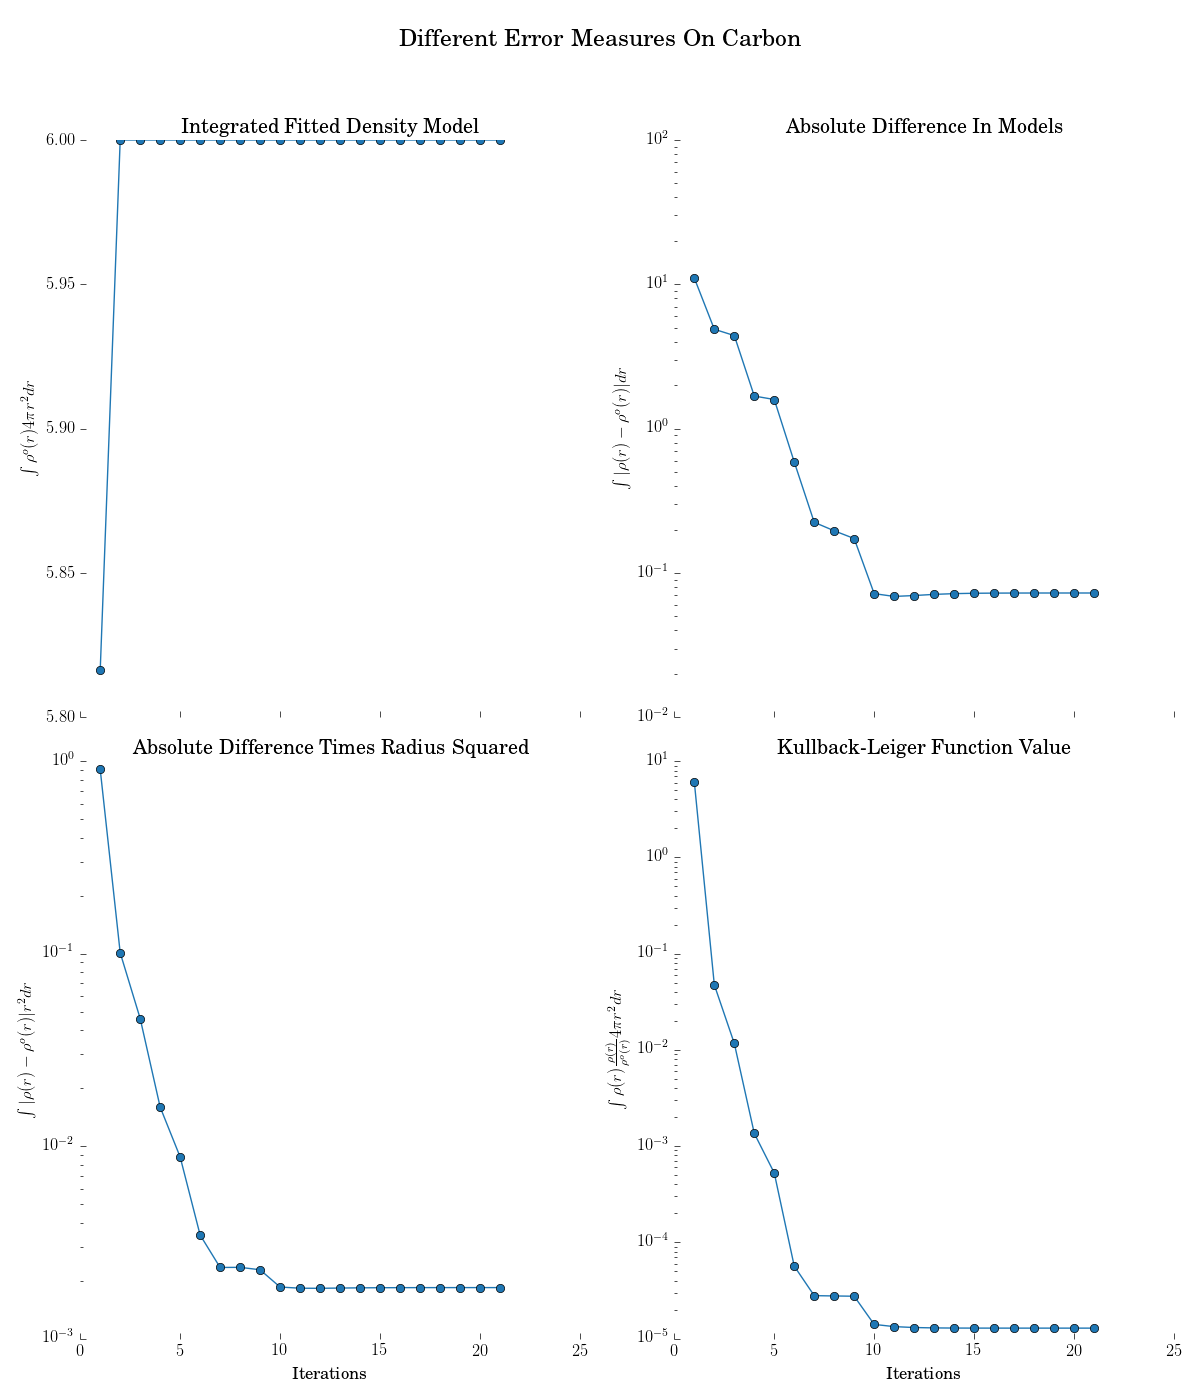 Different Error Measures On Carbon
Integrated Fitted Density Model
6.00
5.95
5.90
5.85
5.80
∫ ρ^o(r)4πr^2dr
Absolute Difference In Models
10^2
10^1
10^0
10^−1
10^−2
∫ |ρ(r) − ρ^o(r)|dr
Absolute Difference Times Radius Squared
10^0
10^−1
10^−2
10^−3
∫ |ρ(r) − ρ^o(r)|r^2dr
0 5 10 15 20 25
Iterations
Kullback-Leiger Function Value
10^1
10^0
10^−1
10^−2
10^−3
10^−4
10^−5
∫ ρ(r) ρ(r)/ρ^o(r) 4πr^2dr
0 5 10 15 20 25
Iterations